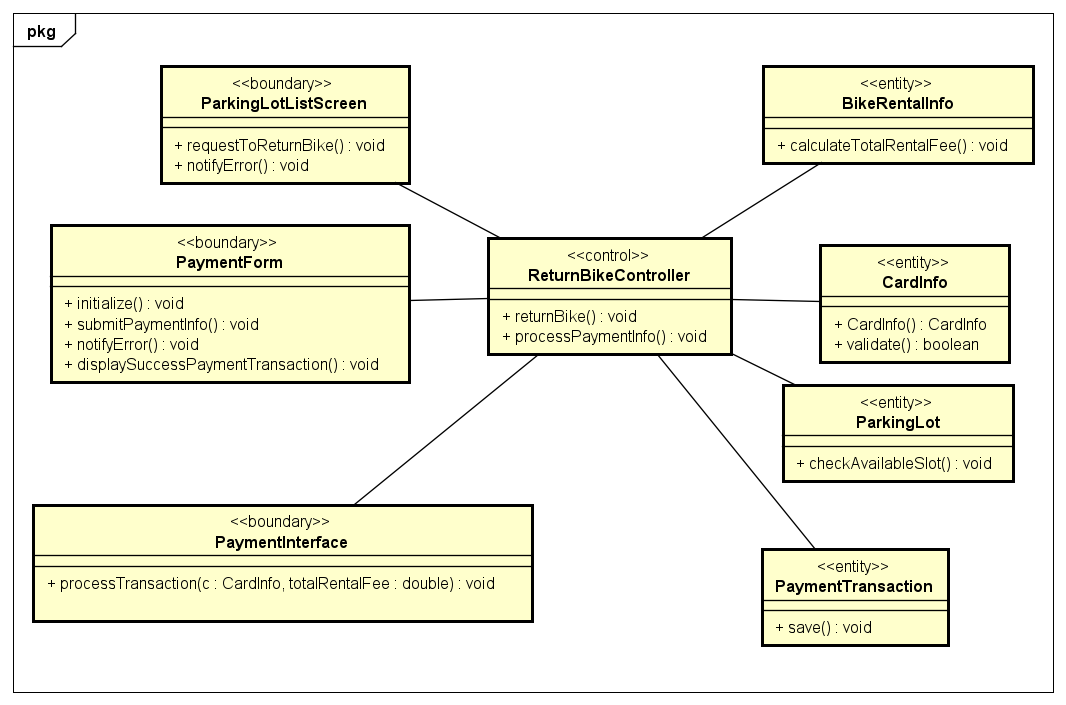 pkg
<<boundary>>
ParkingLotListScreen
+ requestToReturnBike() : void
+ notifyError() : void
<<entity>>
BikeRentalInfo
+ calculateTotalRentalFee() : void
<<boundary>>
PaymentForm
+ initialize() : void
+ submitPaymentInfo() : void
+ notifyError() : void
+ displaySuccessPaymentTransaction() : void
<<control>>
ReturnBikeController
+ returnBike() : void
+ processPaymentInfo() : void
<<entity>>
CardInfo
+ CardInfo() : CardInfo
+ validate() : boolean
<<entity>>
ParkingLot
+ checkAvailableSlot() : void
<<boundary>>
PaymentInterface
+ processTransaction(c : CardInfo, totalRentalFee : double) : void
<<entity>>
PaymentTransaction
+ save() : void